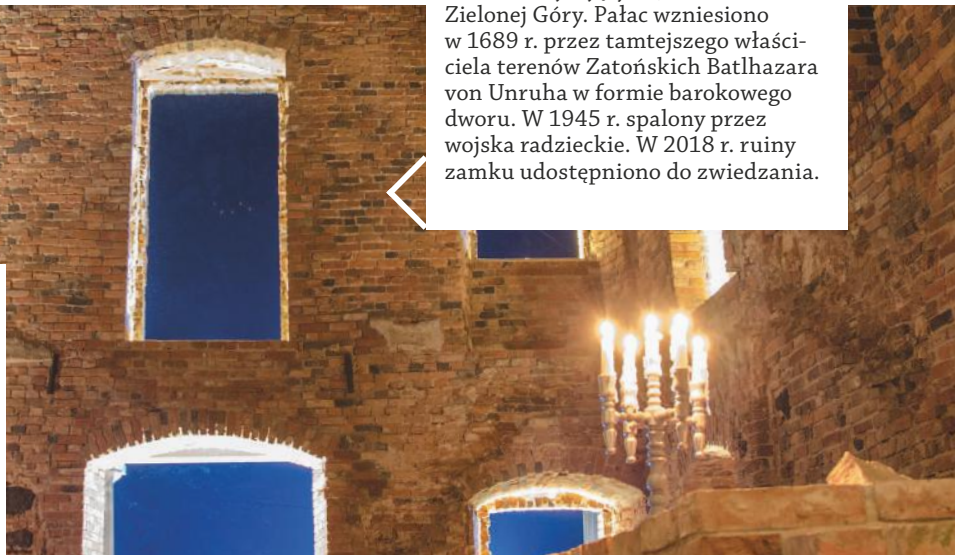 Zielonej Góry. Pałac wzniesiono
w 1689 r. przez tamtejszego właści-
ciela terenów Zatońskich Batlhazara
von Unruha w formie barokowego
dworu. W 1945 r. spalony przez
wojska radzieckie. W 2018 r. ruiny
zamku udostępniono do zwiedzania.